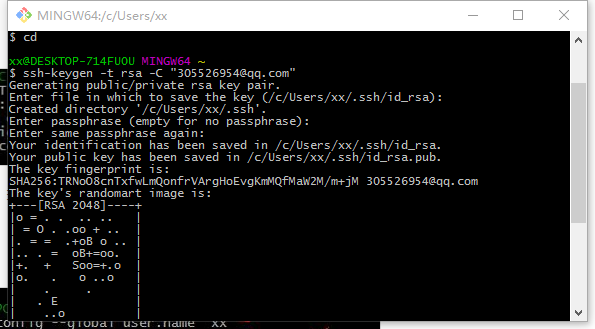 MINGW64:/c/Users/xx
$ cd
xx@DESKTOP-714FUOU MINGW64 ~
$ ssh-keygen -t rsa -C "305526954@qq.com"
Generating public/private rsa key pair.
Enter file in which to save the key (/c/Users/xx/.ssh/id_rsa):
Created directory '/c/Users/xx/.ssh'.
Enter passphrase (empty for no passphrase):
Enter same passphrase again:
Your identification has been saved in /c/Users/xx/.ssh/id_rsa.
Your public key has been saved in /c/Users/xx/.ssh/id_rsa.pub.
The key fingerprint is:
SHA256:TRNoO8cnTxfwLmQonfrVArgHoEvgKmMQfMaW2M/m+jM 305526954@qq.com
The key's randomart image is:
+---[RSA 2048]----+
|o = . .  .. ..   |
| = O . .oo + ..  |
|. = =  .+oB o .. |
|.. . =  oB+=oo.  |
|+.  +   Soo=+.o  |
|o.   .   o ..o   |
|    .     .      |
|   . E           |
|    ..o          |
config --global user.name "xx